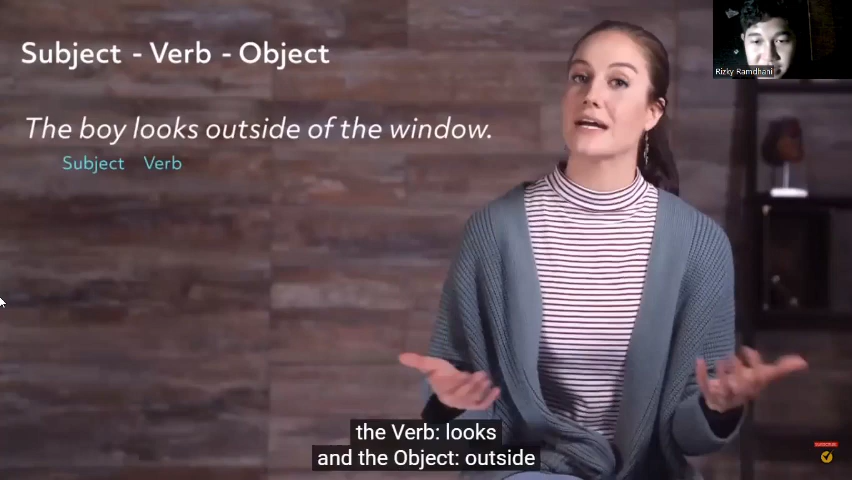 Subject - Verb - Object
Rizky Ramdhani
The boy looks outside of the window.
Subject Verb
the Verb: looks
and the Object: outside